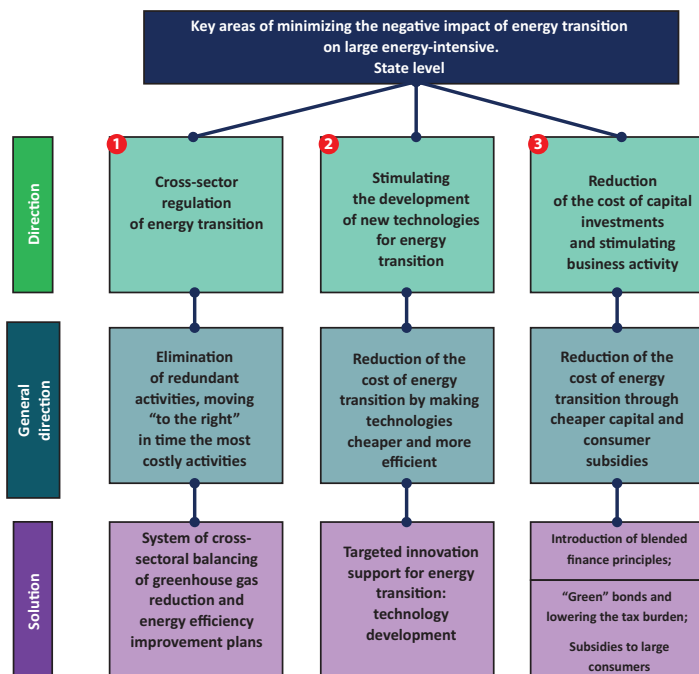 Key areas of minimizing the negative impact of energy transition
on large energy-intensive.
State level
Direction
1
Cross-sector
regulation
of energy transition
2
Stimulating
the development
of new technologies
for energy
transition
3
Reduction
of the cost of capital
investments
and stimulating
business activity
General
direction
Elimination
of redundant
activities, moving
“to the right”
in time the most
costly activities
Reduction of the
cost of energy
transition by making
technologies
cheaper and more
efficient
Reduction of the
cost of energy
transition through
cheaper capital and
consumer
subsidies
Solution
System of cross-
sectoral balancing
of greenhouse gas
reduction and
energy efficiency
improvement plans
Targeted innovation
support for energy
transition:
technology
development
Introduction of blended
finance principles;
“Green” bonds and
lowering the tax burden;
Subsidies to large
consumers